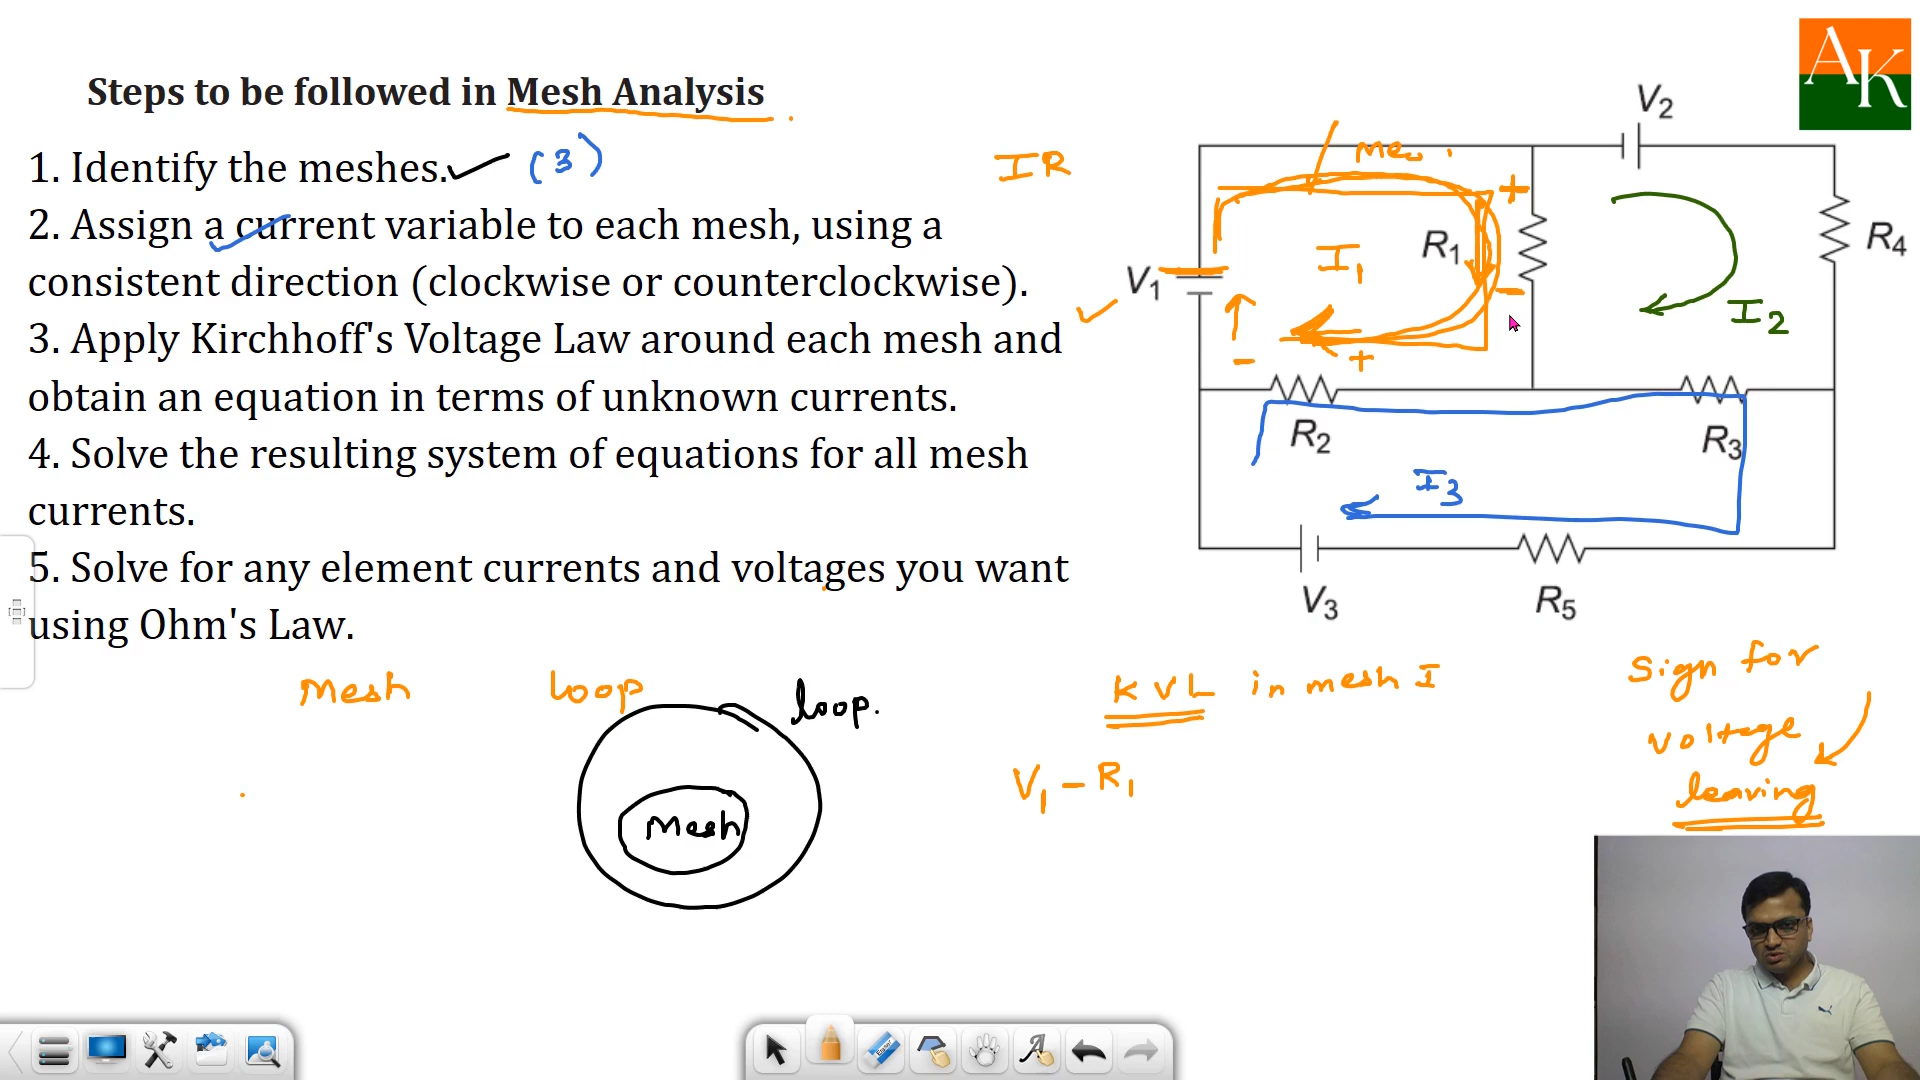 AK
Steps to be followed in Mesh Analysis
1. Identify the meshes. (3)
2. Assign a current variable to each mesh, using a
consistent direction (clockwise or counterclockwise).
3. Apply Kirchhoff's Voltage Law around each mesh and
obtain an equation in terms of unknown currents.
4. Solve the resulting system of equations for all mesh
currents.
5. Solve for any element currents and voltages you want
using Ohm's Law.
IR
V2
+
R1
I1
R4
V1
-
I2
-
+
R2
R3
I3
V3
R5
Mesh
loop
loop.
Mesh
KVL in mesh I
V1 - R1
Sign for
voltage
leaving